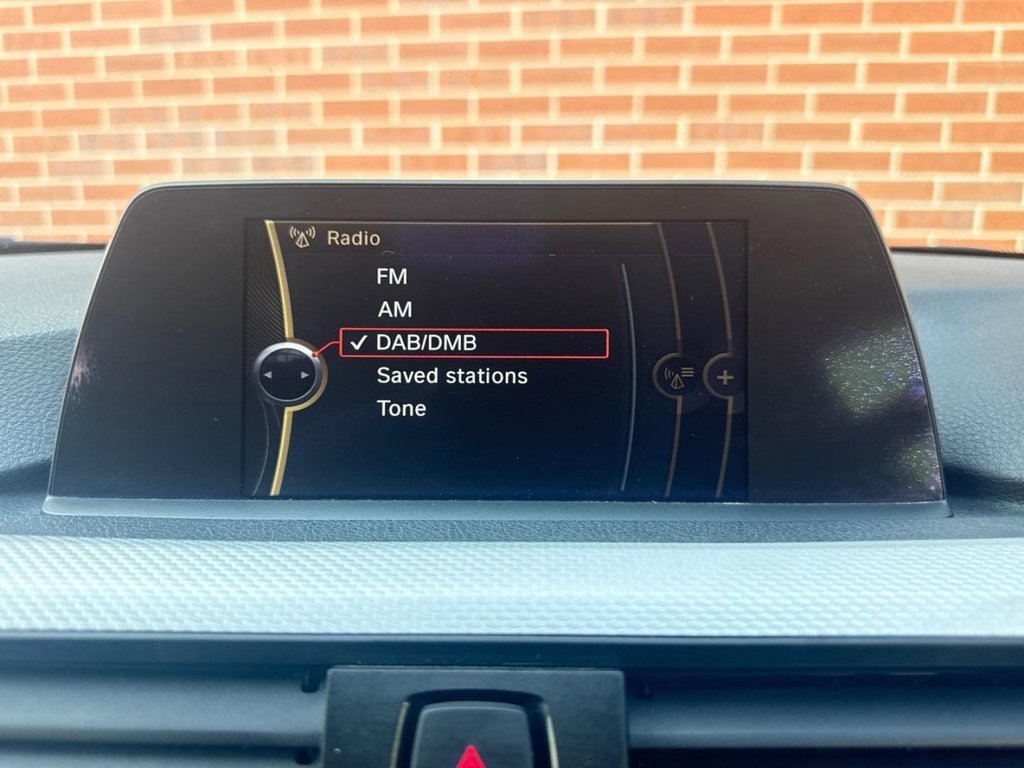 Radio
FM
AM
DAB/DMB
Saved stations
Tone